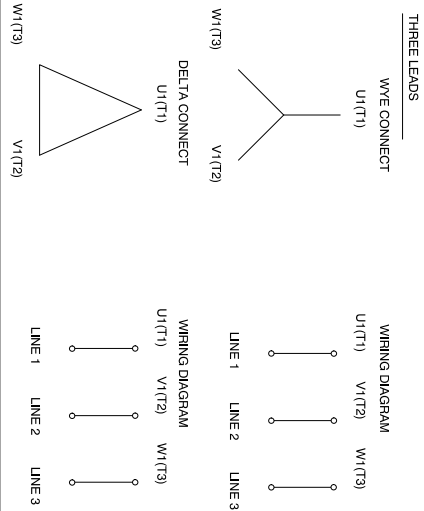 THREE LEADS
WYE CONNECT
U1(T1)
W1(T3)
V1(T2)
WIRING DIAGRAM
U1(T1) V1(T2) W1(T3)
LINE 1 LINE 2 LINE 3
DELTA CONNECT
U1(T1)
W1(T3)
V1(T2)
WIRING DIAGRAM
U1(T1) V1(T2) W1(T3)
LINE 1 LINE 2 LINE 3